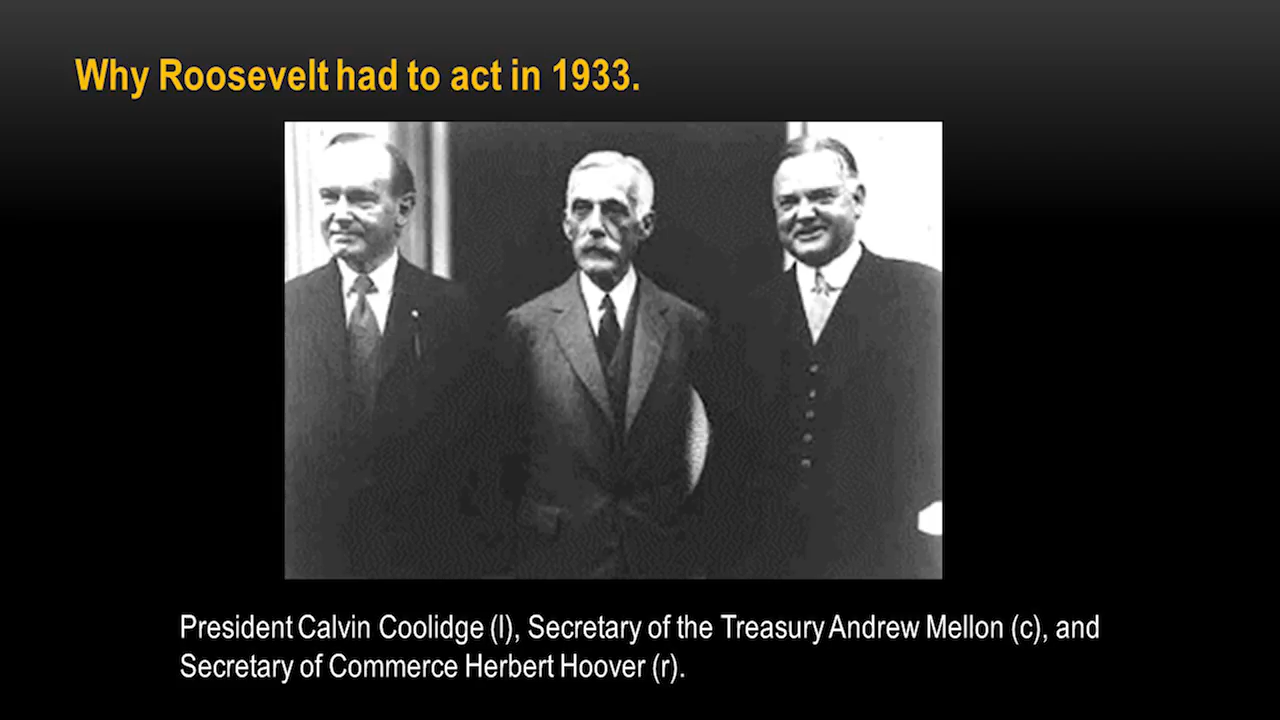 Why Roosevelt had to act in 1933.
President Calvin Coolidge (l), Secretary of the Treasury Andrew Mellon (c), and
Secretary of Commerce Herbert Hoover (r).